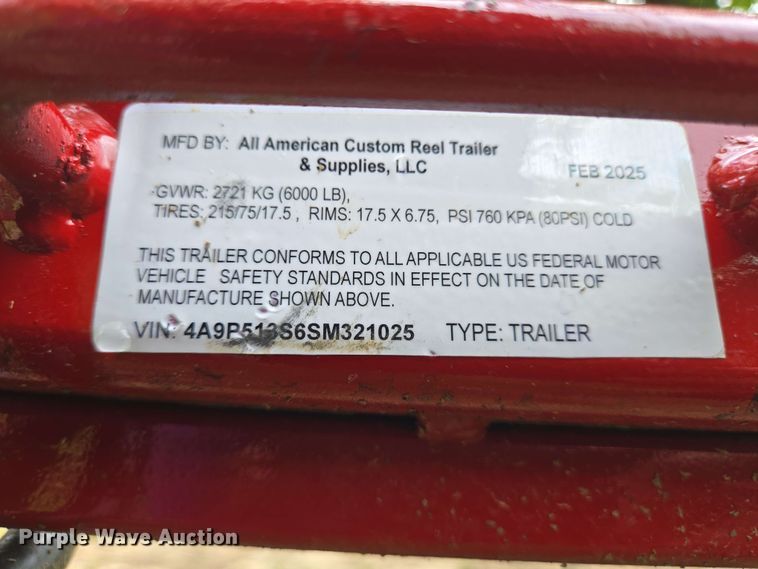 MFD BY: All American Custom Reel Trailer
& Supplies, LLC
FEB 2025
GVWR: 2721 KG (6000 LB),
TIRES: 215/75/17.5 , RIMS: 17.5 X 6.75, PSI 760 KPA (80PSI) COLD
THIS TRAILER CONFORMS TO ALL APPLICABLE US FEDERAL MOTOR
VEHICLE SAFETY STANDARDS IN EFFECT ON THE DATE OF
MANUFACTURE SHOWN ABOVE.
VIN: 4A9P513S6SM321025 TYPE: TRAILER
Purple Wave Auction